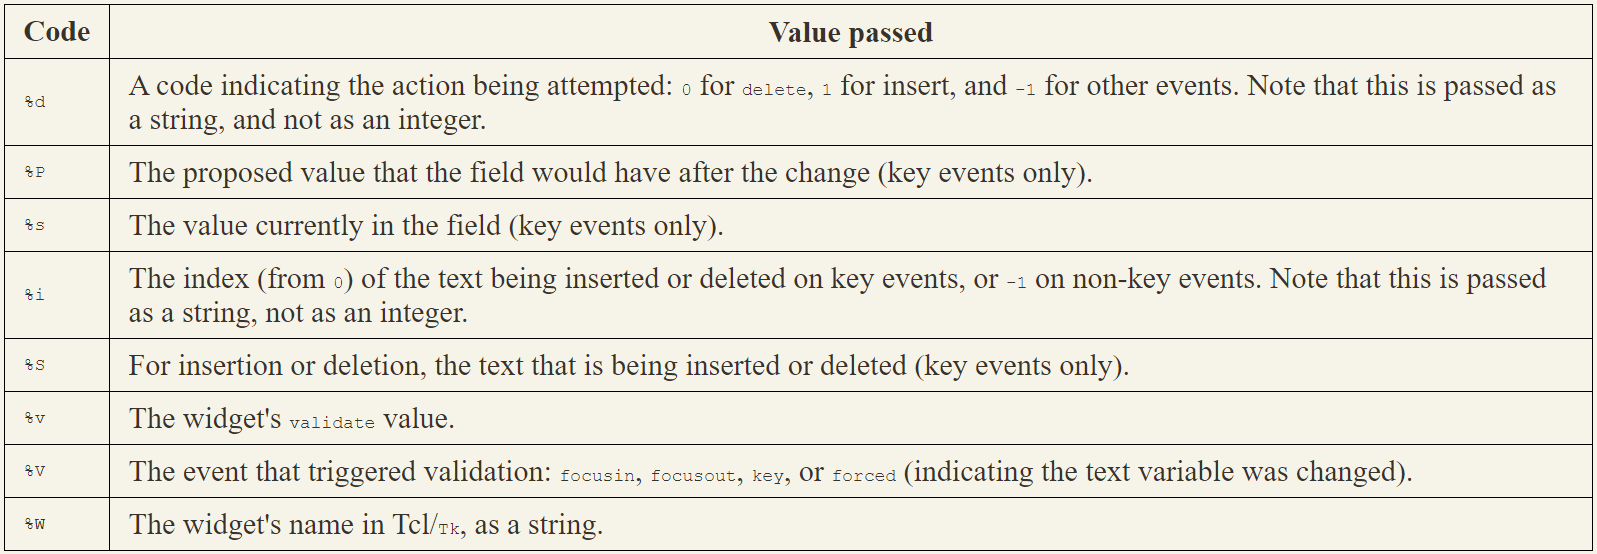 Code Value passed
%d A code indicating the action being attempted: 0 for delete, 1 for insert, and -1 for other events. Note that this is passed as
a string, and not as an integer.
%P The proposed value that the field would have after the change (key events only).
%s The value currently in the field (key events only).
%i The index (from 0) of the text being inserted or deleted on key events, or -1 on non-key events. Note that this is passed
as a string, not as an integer.
%S For insertion or deletion, the text that is being inserted or deleted (key events only).
%v The widget's validate value.
%V The event that triggered validation: focusin, focusout, key, or forced (indicating the text variable was changed).
%W The widget's name in Tcl/Tk, as a string.